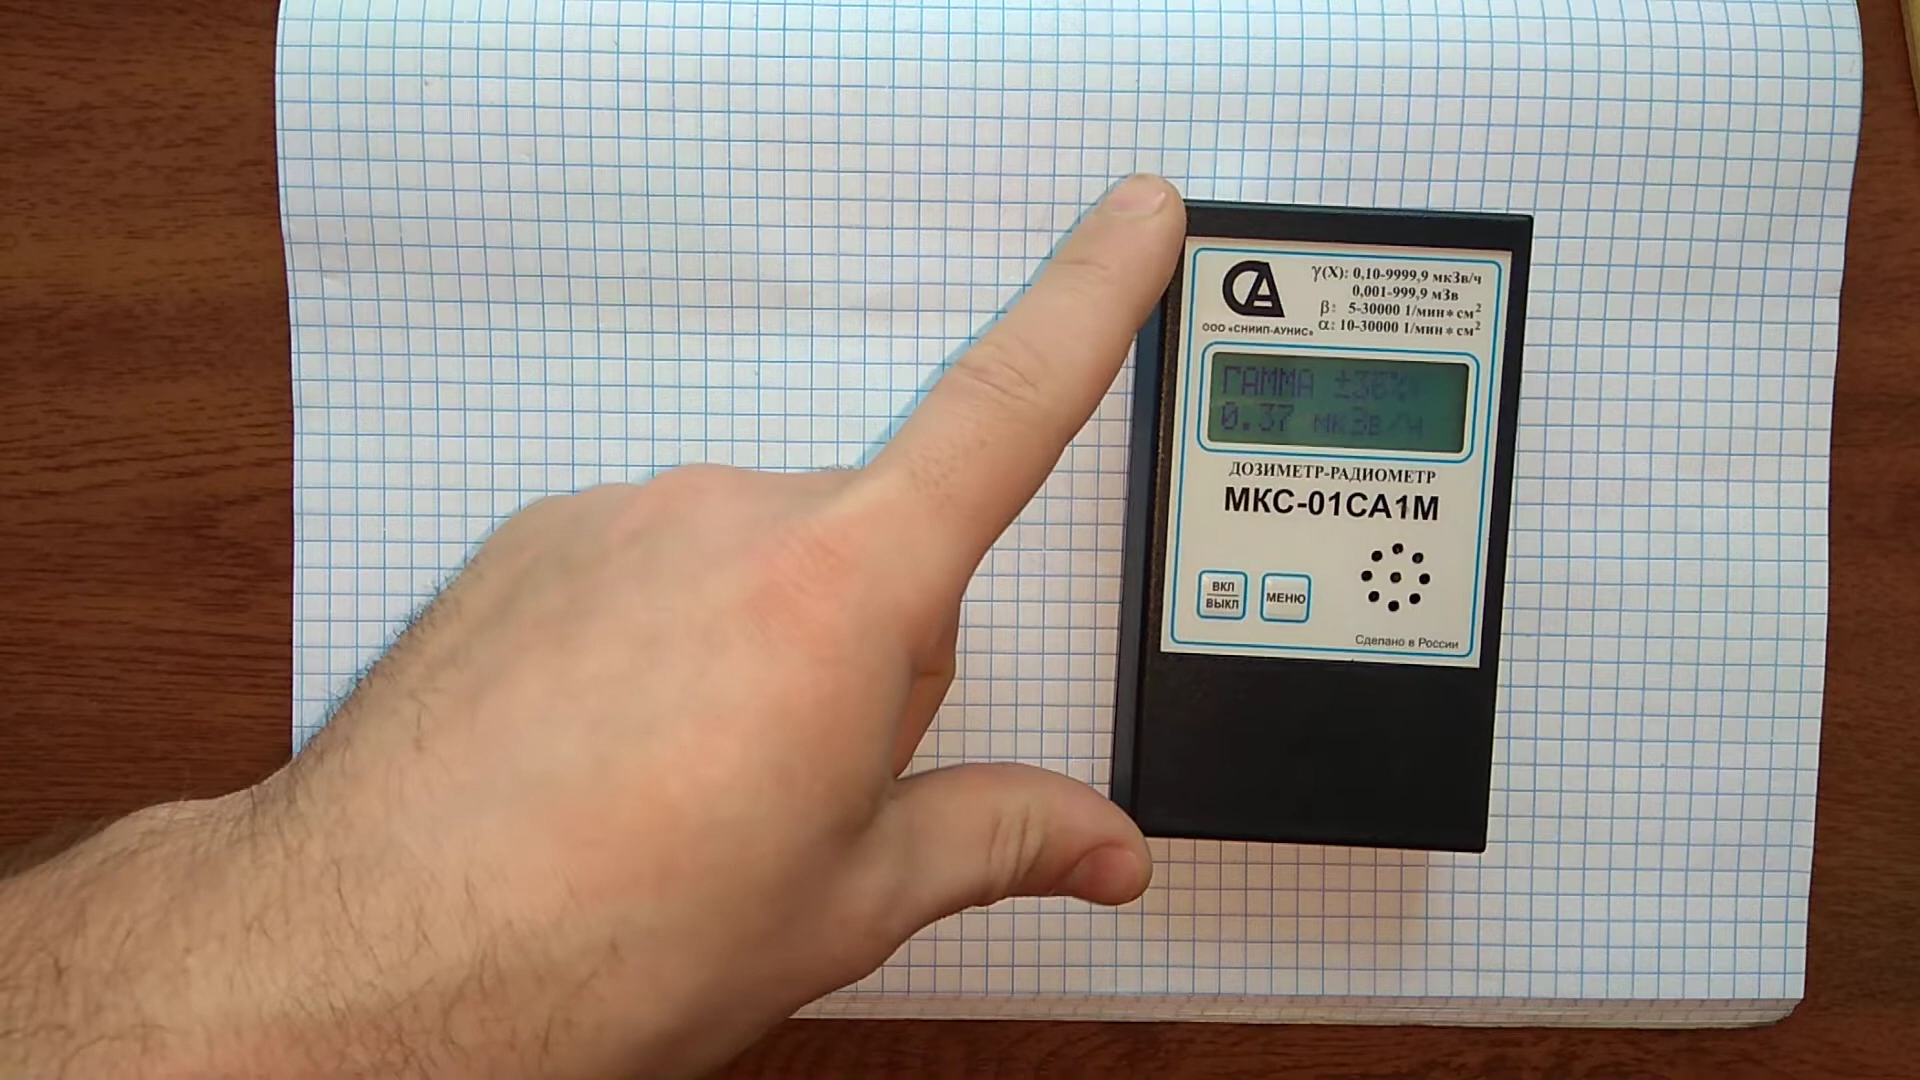 γ(X): 0,10-9999,9 мкЗв/ч
0,001-999,9 мЗв
β: 5-30000 1/мин*см²
α: 10-30000 1/мин*см²
СА
ООО «СНИИП-АУНИС»
ГАММА ±36%
0.37 мкЗв/ч
ДОЗИМЕТР-РАДИОМЕТР
МКС-01СА1М
ВКЛ
ВЫКЛ
МЕНЮ
Сделано в России